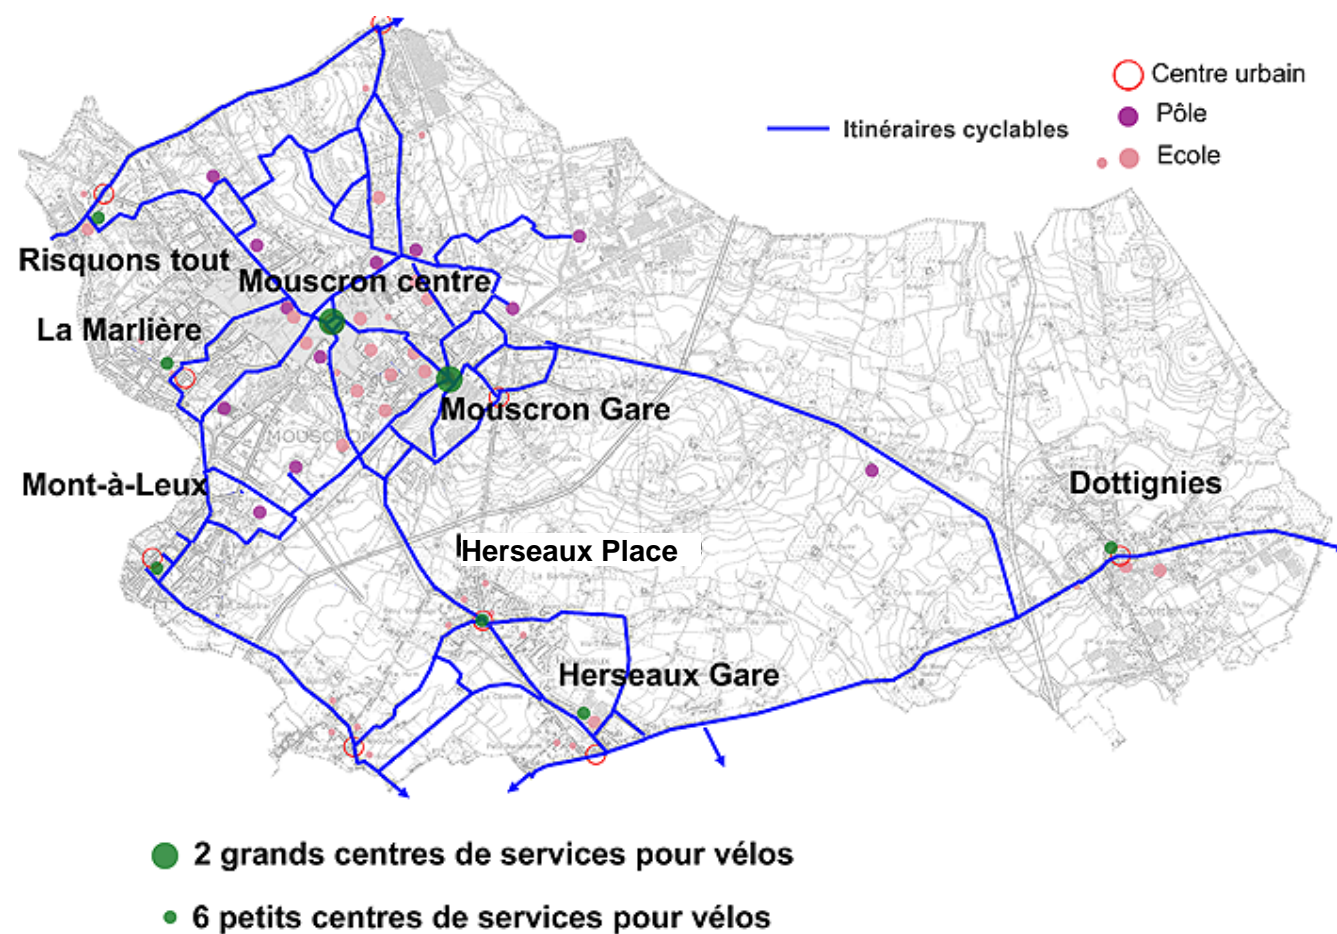 Centre urbain
Pôle
Itinéraires cyclables
Ecole
Risquons tout
Mouscron centre
La Marlière
Mouscron Gare
MOUSCRON
Mont-à-Leux
Dottignies
Herseaux Place
Herseaux Gare
2 grands centres de services pour vélos
6 petits centres de services pour vélos